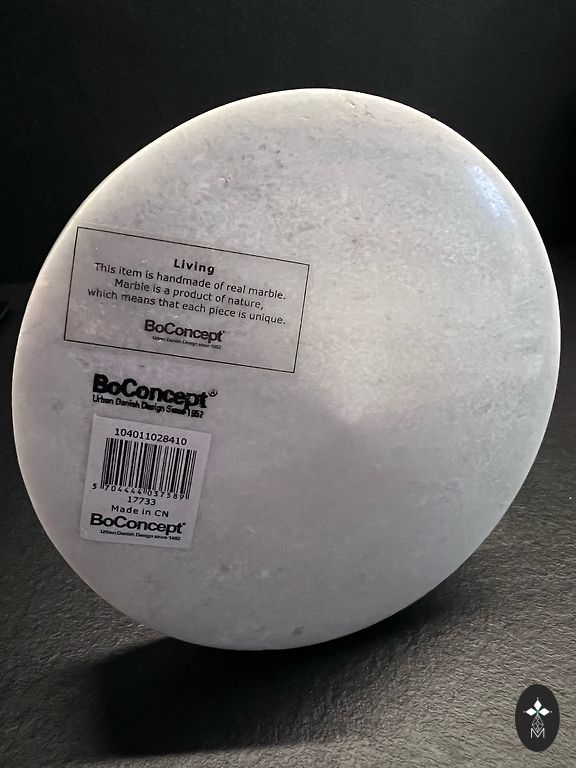 Living
This item is handmade of real marble.
Marble is a product of nature,
which means that each piece is unique.
BoConcept®
Urban Danish Design since 1952
BoConcept®
Urban Danish Design Since 1952
104011028410
5 704444 037589
17733
Made in CN
BoConcept®
Urban Danish Design since 1952
M